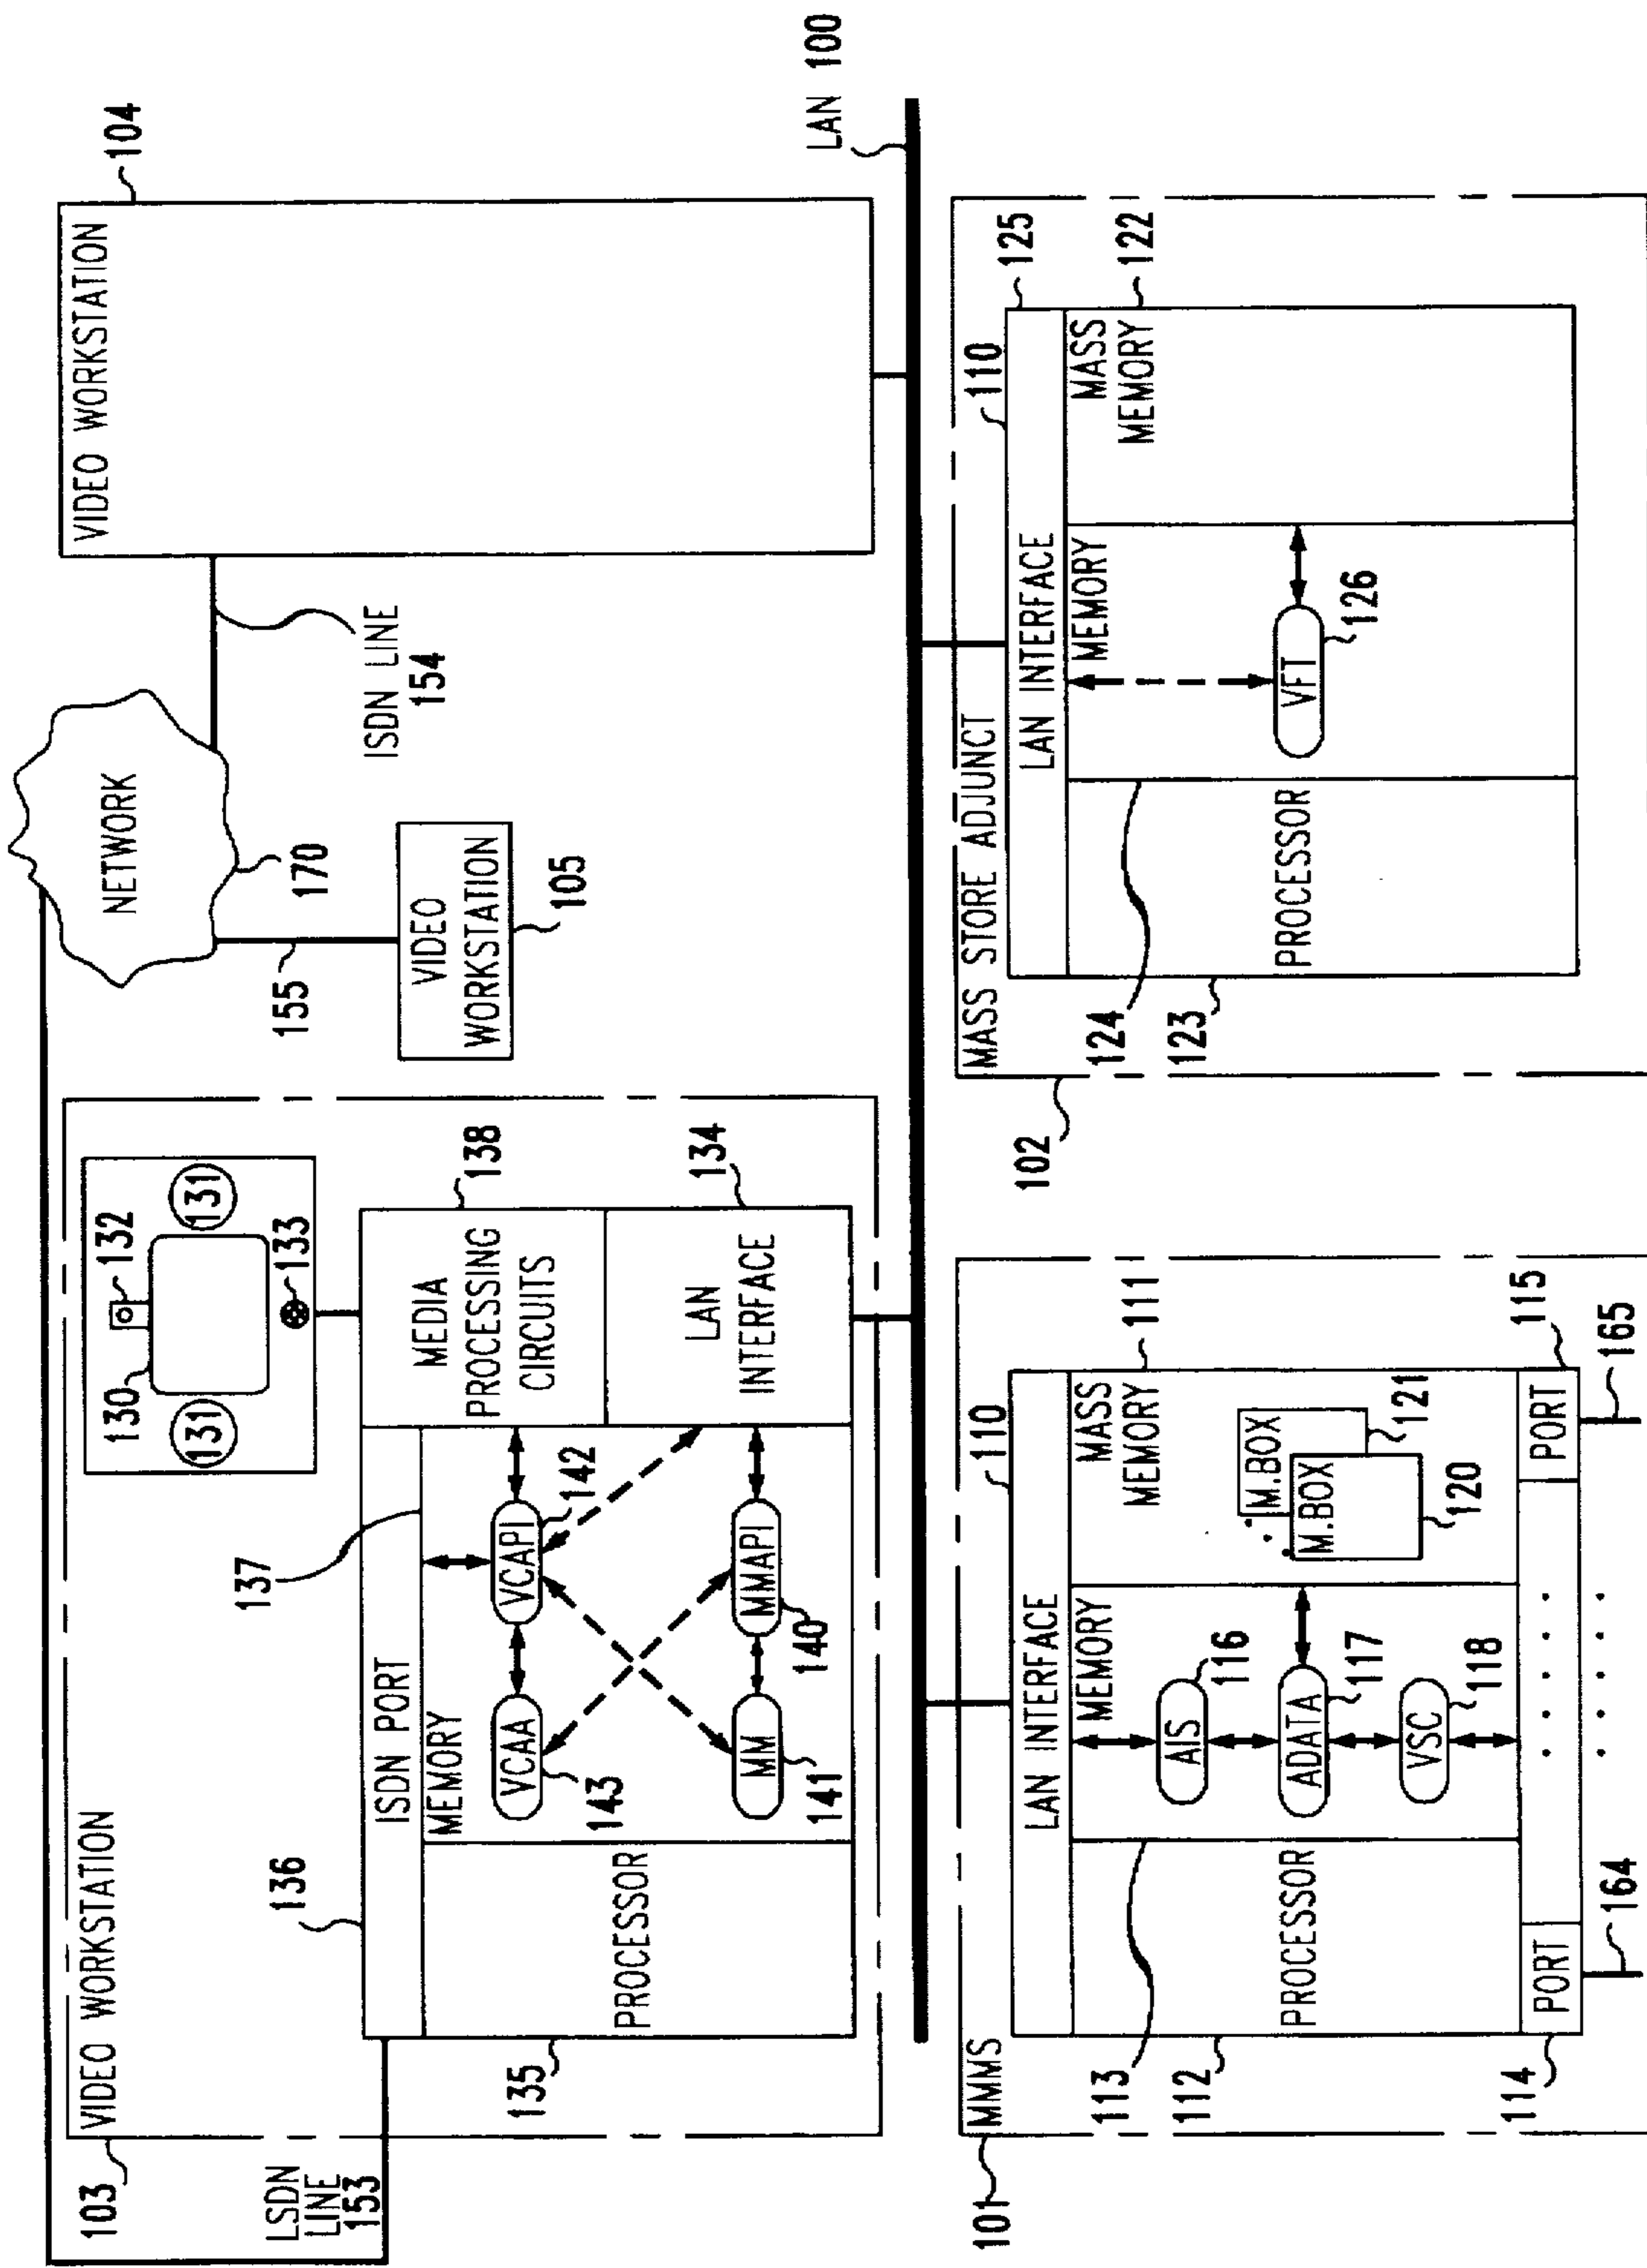 103
VIDEO WORKSTATION
LSDN
LINE
153
136
ISDN PORT
137
MEMORY
VCAA
143
VCAPI
142
MM
141
MMAPI
140
PROCESSOR
135
MEDIA
PROCESSING
CIRCUITS
138
LAN
INTERFACE
134
130
131
131
132
133
NETWORK
170
155
VIDEO
WORKSTATION
105
ISDN LINE
154
VIDEO WORKSTATION
104
LAN 100
101
MMMS
110
LAN INTERFACE
113
112
PROCESSOR
MEMORY
AIS
116
ADATA
117
VSC
118
MASS
MEMORY
111
M.BOX
121
M.BOX
120
114
PORT
164
PORT
115
165
102
MASS STORE ADJUNCT
110
LAN INTERFACE
125
124
123
PROCESSOR
MEMORY
VFT
126
MASS
MEMORY
122